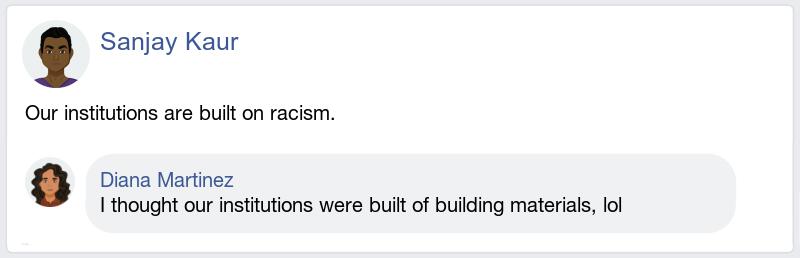 Sanjay Kaur
Our institutions are built on racism.
Diana Martinez
I thought our institutions were built of building materials, lol